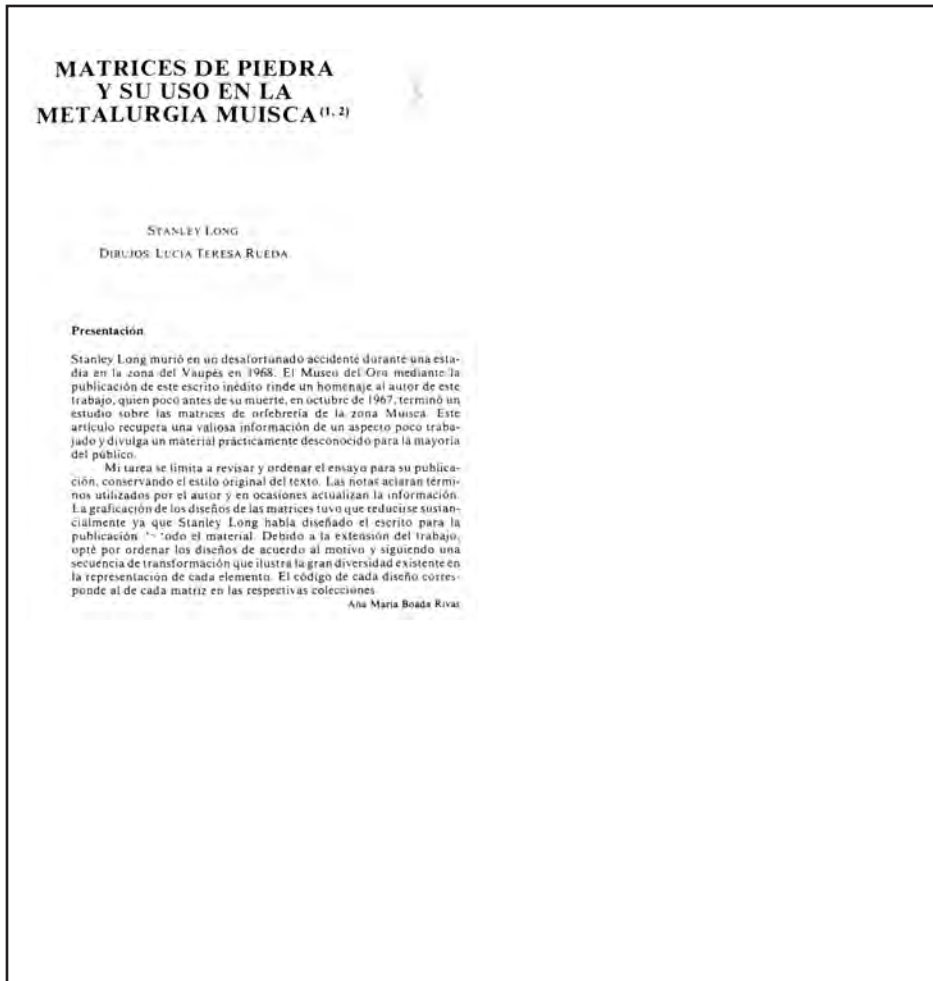 MATRICES DE PIEDRA
Y SU USO EN LA
METALURGIA MUISCA (1, 2)
STANLEY LONG
DIBUJOS: LUCIA TERESA RUEDA
Presentación
Stanley Long murió en un desafortunado accidente durante una esta-
día en la zona del Vaupés en 1968. El Museo del Oro mediante la
publicación de este escrito inédito rinde un homenaje al autor de este
trabajo, quien poco antes de su muerte, en octubre de 1967, terminó un
estudio sobre las matrices de orfebrería de la zona Muisca. Este
artículo recupera una valiosa información de un aspecto poco traba-
jado y divulga un material prácticamente desconocido para la mayoría
del público.
Mi tarea se limita a revisar y ordenar el ensayo para su publica-
ción, conservando el estilo original del texto. Las notas aclaran térmi-
nos utilizados por el autor y en ocasiones actualizan la información.
La graficación de los diseños de las matrices tuvo que reducirse sustan-
cialmente ya que Stanley Long había diseñado el escrito para la
publicación todo el material. Debido a la extensión del trabajo,
opté por ordenar los diseños de acuerdo al motivo y siguiendo una
secuencia de transformación que ilustra la gran diversidad existente en
la representación de cada elemento. El código de cada diseño corres-
ponde al de cada matriz en las respectivas colecciones.
Ana María Boada Rivas